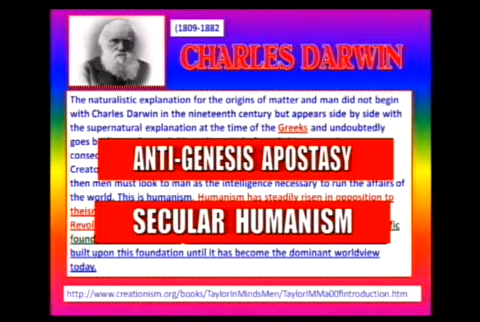 (1809-1882
CHARLES DARWIN
The naturalistic explanation for the origins of matter and man did not begin
with Charles Darwin in the nineteenth century but appears side by side with
the supernatural explanation at the time of the Greeks and undoubtedly
goes b
ANTI-GENESIS APOSTASY
conseq
Creato
then men must look to man as the intelligence necessary to run the affairs of
the world. This is humanism. Humanism has steadily risen in opposition to
theism
SECULAR HUMANISM
Revol
fic
found
built upon this foundation until it has become the dominant worldview
today.
http://www.creationism.org/books/TaylorInMindsMen/TaylorIMMa00fIntroduction.htm